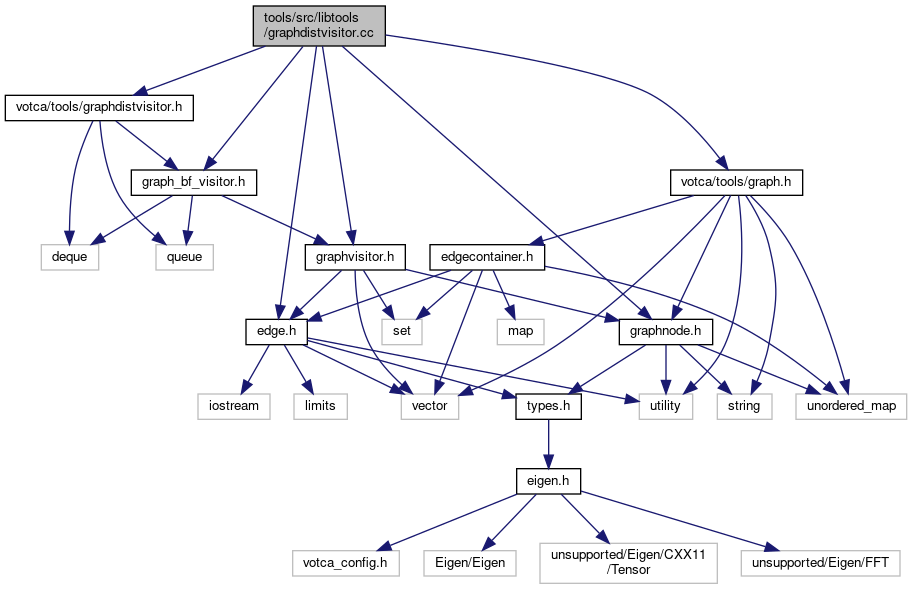 tools/src/libtools
/graphdistvisitor.cc
votca/tools/graphdistvisitor.h
graph_bf_visitor.h
votca/tools/graph.h
deque
queue
graphvisitor.h
edgecontainer.h
edge.h
set
map
graphnode.h
iostream
limits
vector
types.h
utility
string
unordered_map
eigen.h
votca_config.h
Eigen/Eigen
unsupported/Eigen/CXX11
/Tensor
unsupported/Eigen/FFT